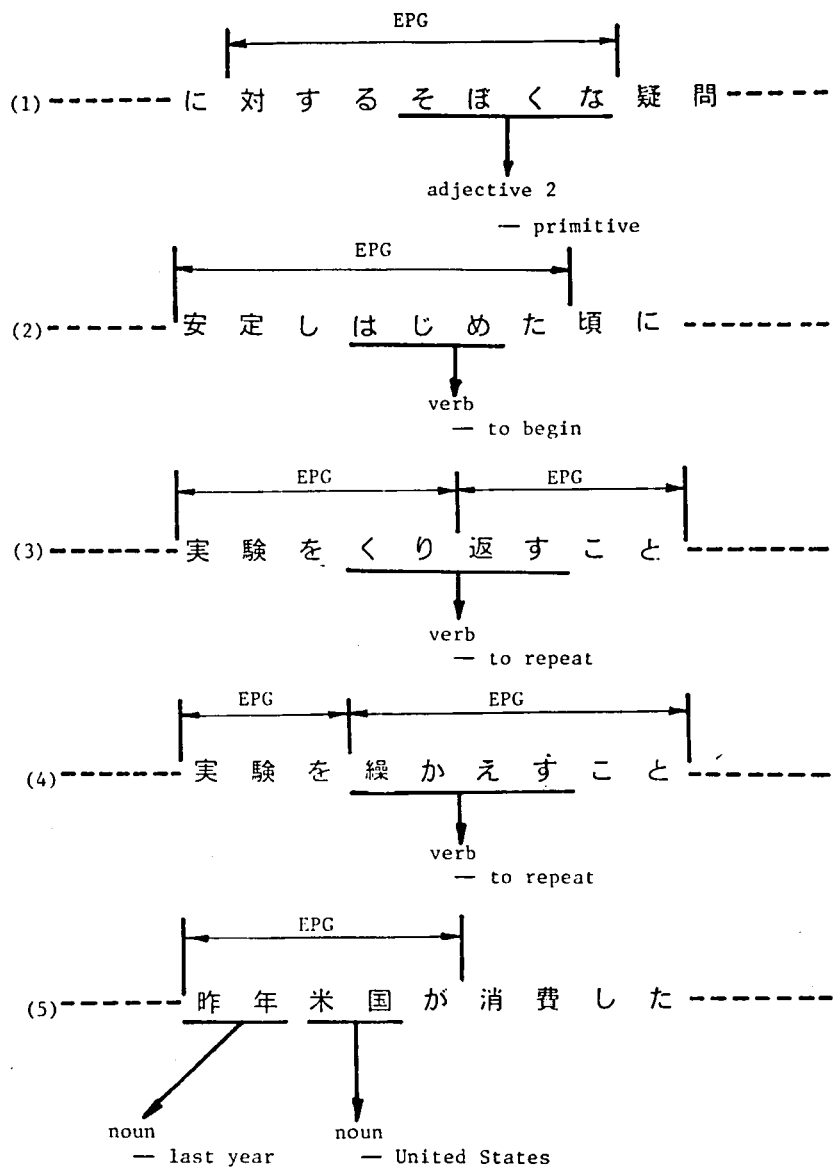 EPG
(1) に対するそぼくな疑問
adjective 2
— primitive
EPG
(2) 安定しはじめた頃に
verb
— to begin
EPG EPG
(3) 実験をくり返すこと
verb
— to repeat
EPG EPG
(4) 実験を繰かえすこと
verb
— to repeat
EPG
(5) 昨年米国が消費した
noun noun
— last year — United States